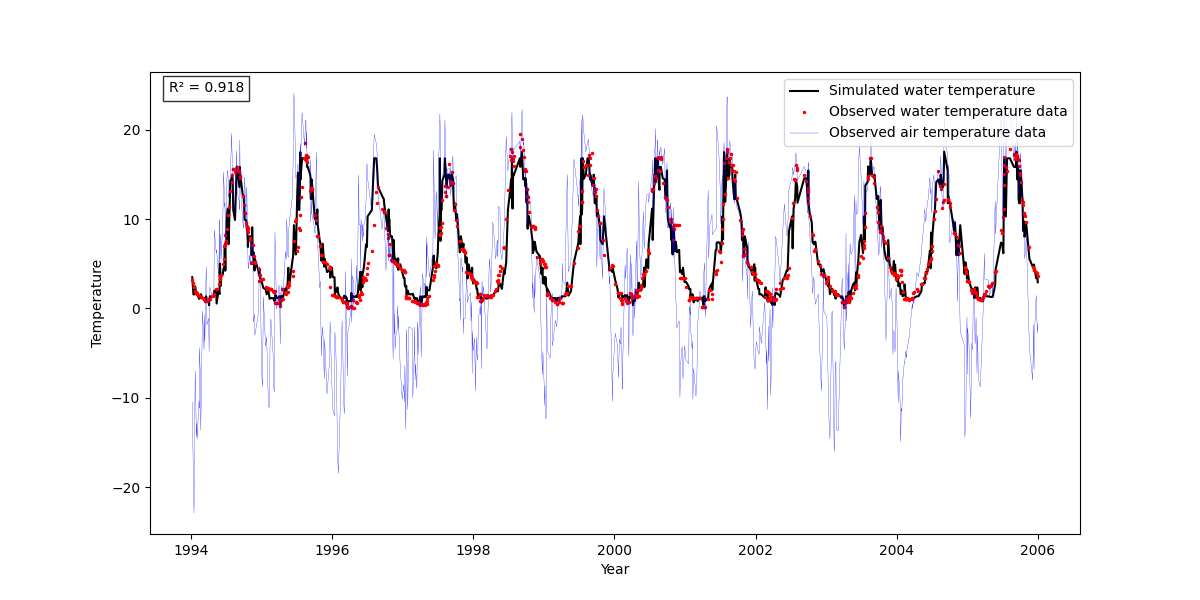 R² = 0.918
Simulated water temperature
Observed water temperature data
Observed air temperature data
Temperature
20
10
0
−10
−20
1994
1996
1998
2000
2002
2004
2006
Year